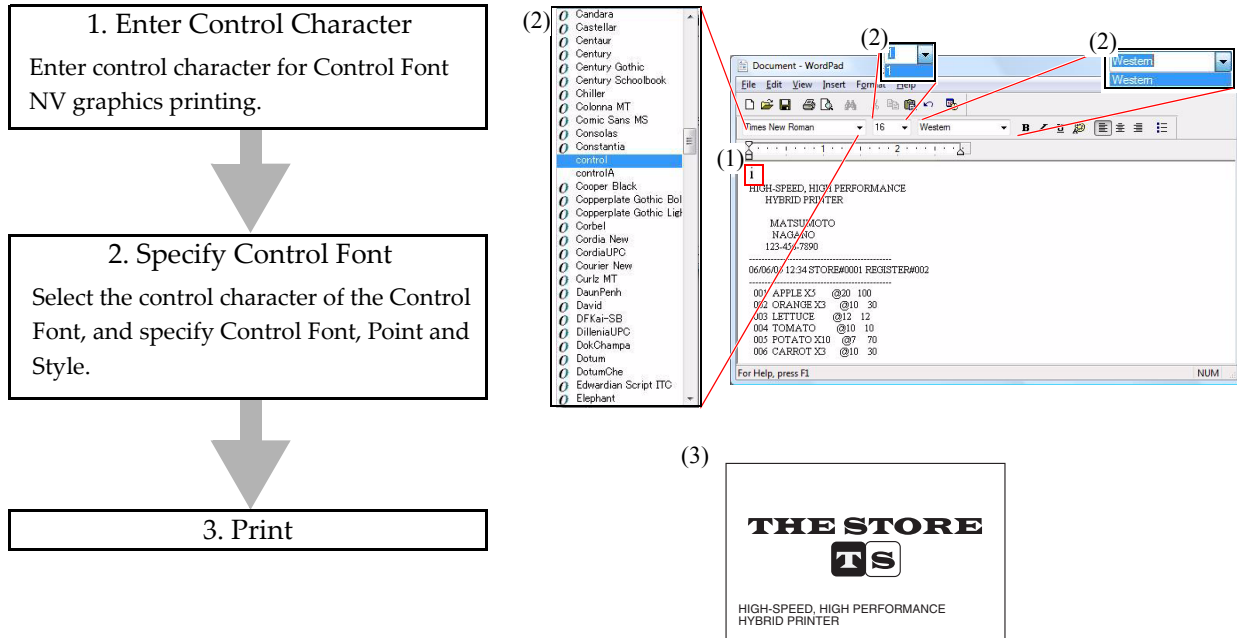 1. Enter Control Character
Enter control character for Control Font
NV graphics printing.
2. Specify Control Font
Select the control character of the Control
Font, and specify Control Font, Point and
Style.
3. Print
(2)
Candara
Castellar
Centaur
Century
Century Gothic
Century Schoolbook
Chiller
Colonna MT
Comic Sans MS
Consolas
Constantia
control
controlA
Cooper Black
Copperplate Gothic Bol
Copperplate Gothic Ligh
Corbel
Cordia New
CordiaUPC
Courier New
Curlz MT
DaunPenh
David
DFKai-SB
DilleniaUPC
DokChampa
Dotum
DotumChe
Edwardian Script ITC
Elephant
(2)
1
1
(2)
Western
Western
Document - WordPad
File Edit View Insert Format Help
Times New Roman 16 Western
1 2
(1)
i
HIGH-SPEED, HIGH PERFORMANCE
HYBRID PRINTER
MATSUMOTO
NAGANO
123-456-7890
06/06/06 12:34 STORE#0001 REGISTER#002
001 APPLE X5 @20 100
002 ORANGE X3 @10 30
003 LETTUCE @12 12
004 TOMATO @10 10
005 POTATO X10 @7 70
006 CARROT X3 @10 30
For Help, press F1 NUM
(3)
THE STORE
TS
HIGH-SPEED, HIGH PERFORMANCE
HYBRID PRINTER